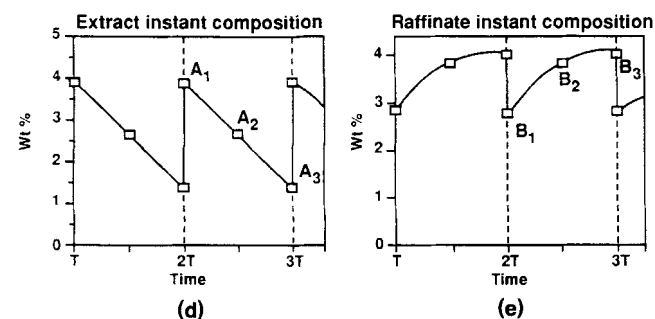 Extract instant composition
Raffinate instant composition
5
4
3
2
1
0
Wt %
A1
A2
A3
T
2T
3T
Time
(d)
4
3
2
1
0
Wt %
B1
B2
B3
T
2T
3T
Time
(e)